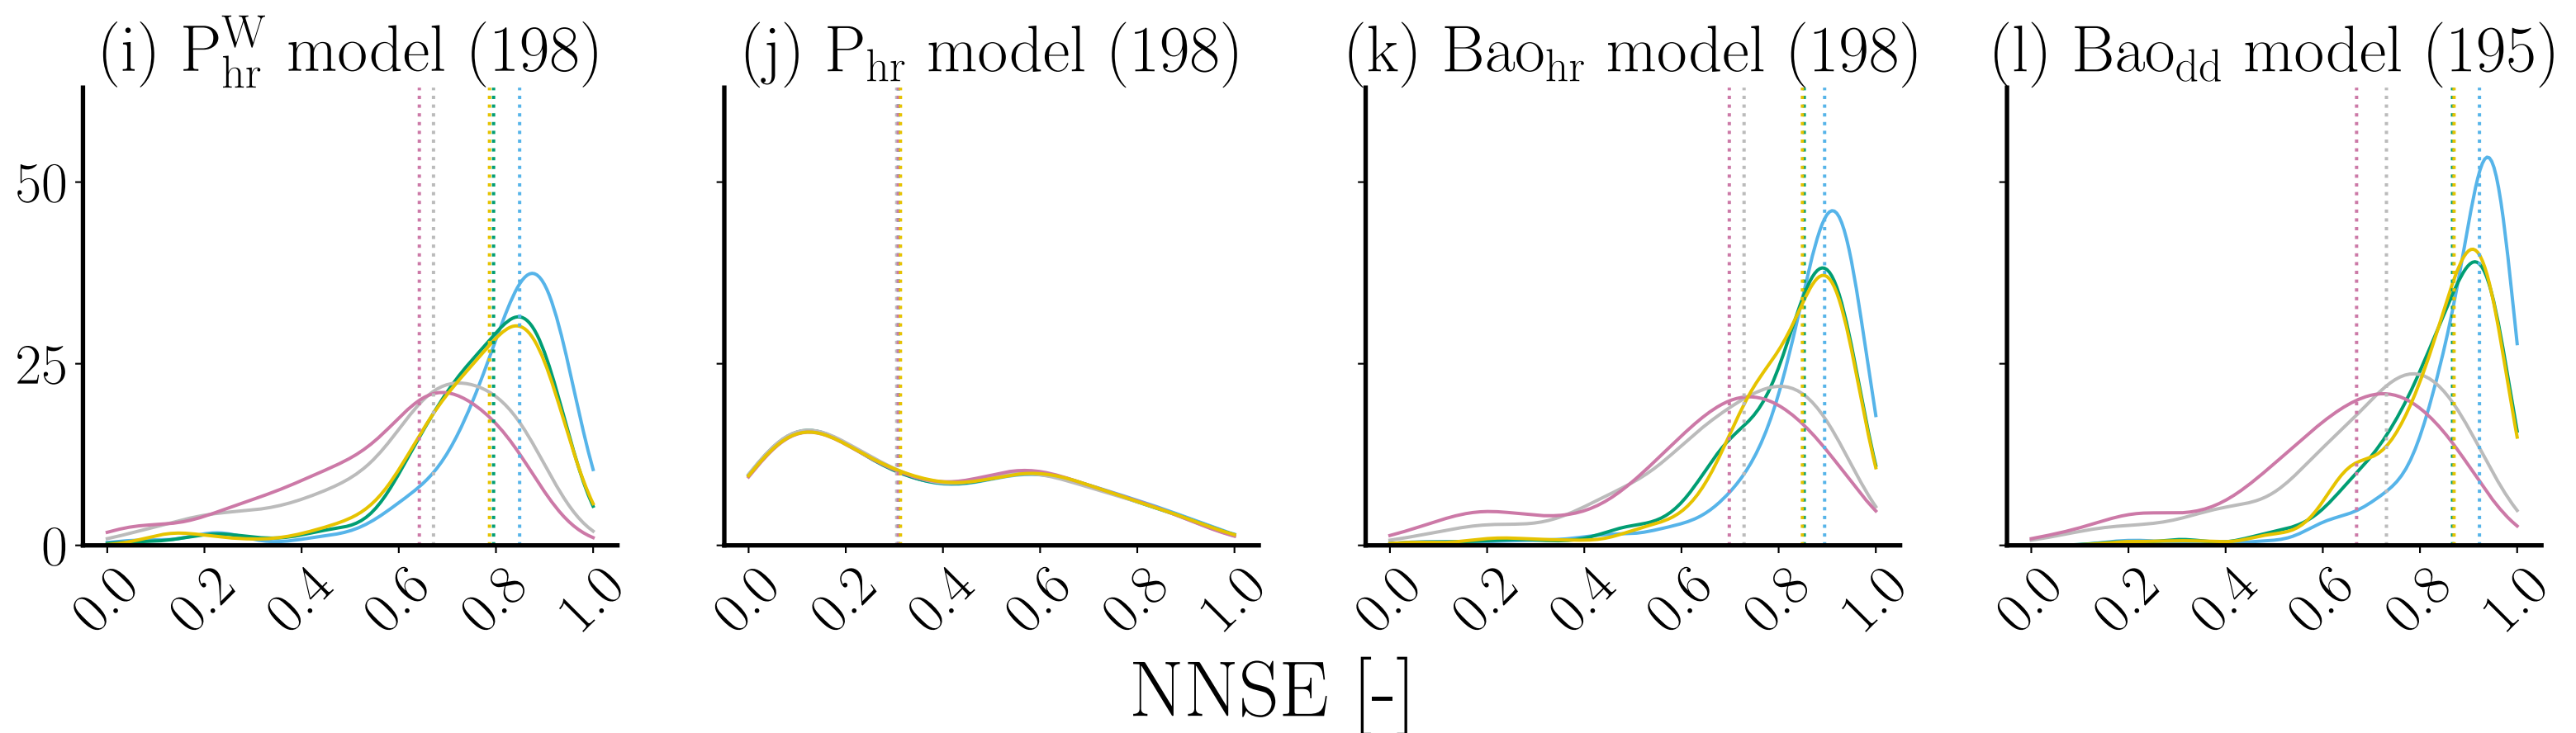 (i) P^W_hr model (198)
(j) P_hr model (198)
(k) Bao_hr model (198)
(l) Bao_dd model (195)
50
25
0
0.0 0.2 0.4 0.6 0.8 1.0
0.0 0.2 0.4 0.6 0.8 1.0
0.0 0.2 0.4 0.6 0.8 1.0
0.0 0.2 0.4 0.6 0.8 1.0
NNSE [-]